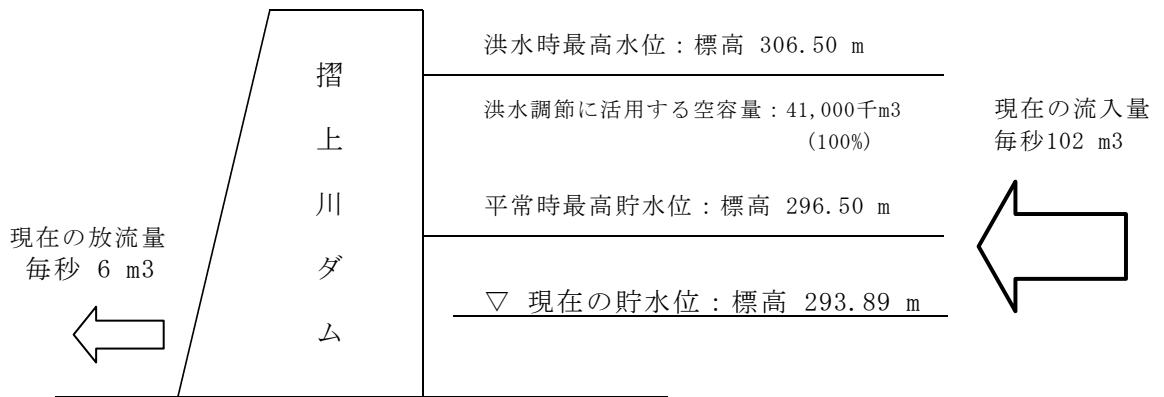 洪水時最高水位：標高 306.50 m
洪水調節に活用する空容量：41,000千m3
(100%)
平常時最高貯水位：標高 296.50 m
▽ 現在の貯水位：標高 293.89 m
摺上川ダム
現在の流入量
毎秒102 m3
現在の放流量
毎秒 6 m3